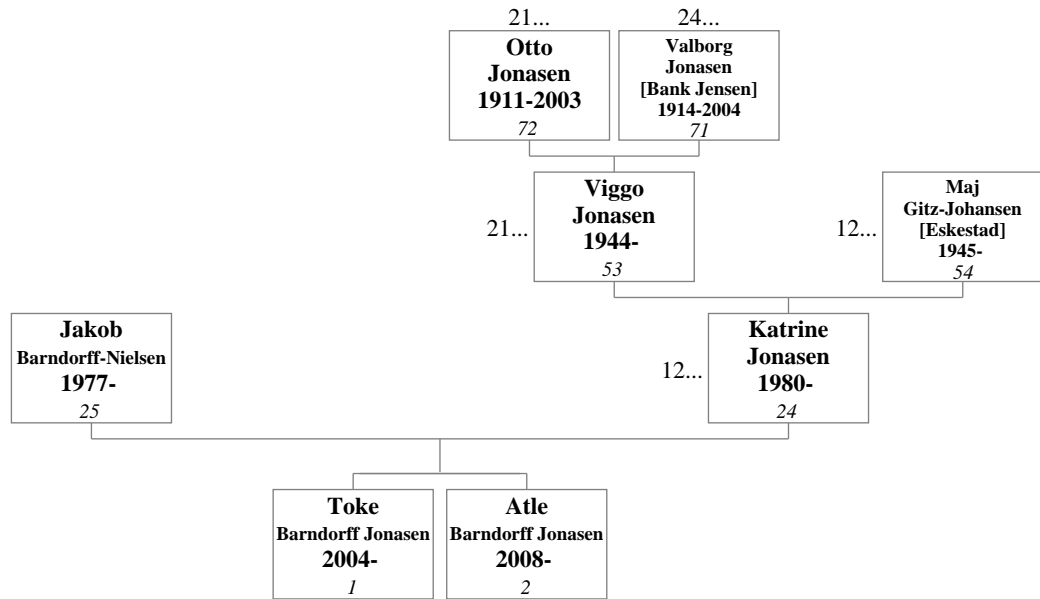 21...
Otto
Jonasen
1911-2003
72
24...
Valborg
Jonasen
[Bank Jensen]
1914-2004
71
21...
Viggo
Jonasen
1944-
53
12...
Maj
Gitz-Johansen
[Eskestad]
1945-
54
Jakob
Barndorff-Nielsen
1977-
25
12...
Katrine
Jonasen
1980-
24
Toke
Barndorff Jonasen
2004-
1
Atle
Barndorff Jonasen
2008-
2